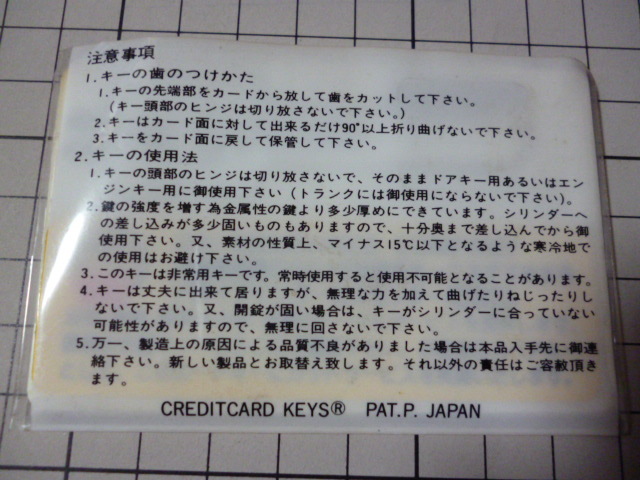 注意事項
1.キーの歯のつけかた
1.キーの先端部をカードから放して歯をカットして下さい。
(キー頭部のヒンジは切り放さないで下さい。)
2.キーはカード面に対して出来るだけ90°以上折り曲げないで下さい。
3.キーをカード面に戻して保管して下さい。
2.キーの使用法
1.キーの頭部のヒンジは切り放さないで、そのままドアキー用あるいはエン
ジンキー用に御使用下さい(トランクには御使用にならないで下さい)。
2.鍵の強度を増す為金属性の鍵より多少厚めにできています。シリンダーへ
の差し込みが多少固いものもありますので、十分奥まで差し込んでから御
使用下さい。又、素材の性質上、マイナス15℃以下となるような寒冷地で
の使用はお避け下さい。
3.このキーは非常用キーです。常時使用すると使用不可能となることがあります。
4.キーは丈夫に出来て居りますが、無理な力を加えて曲げたりねじったりし
ないで下さい。又、開錠が固い場合は、キーがシリンダーに合っていない
可能性がありますので、無理に回さないで下さい。
5.万一、製造上の原因による品質不良がありました場合は本品入手先に御連
絡下さい。新しい製品とお取替え致します。それ以外の責任はご容赦頂き
ます。
CREDITCARD KEYS® PAT.P. JAPAN